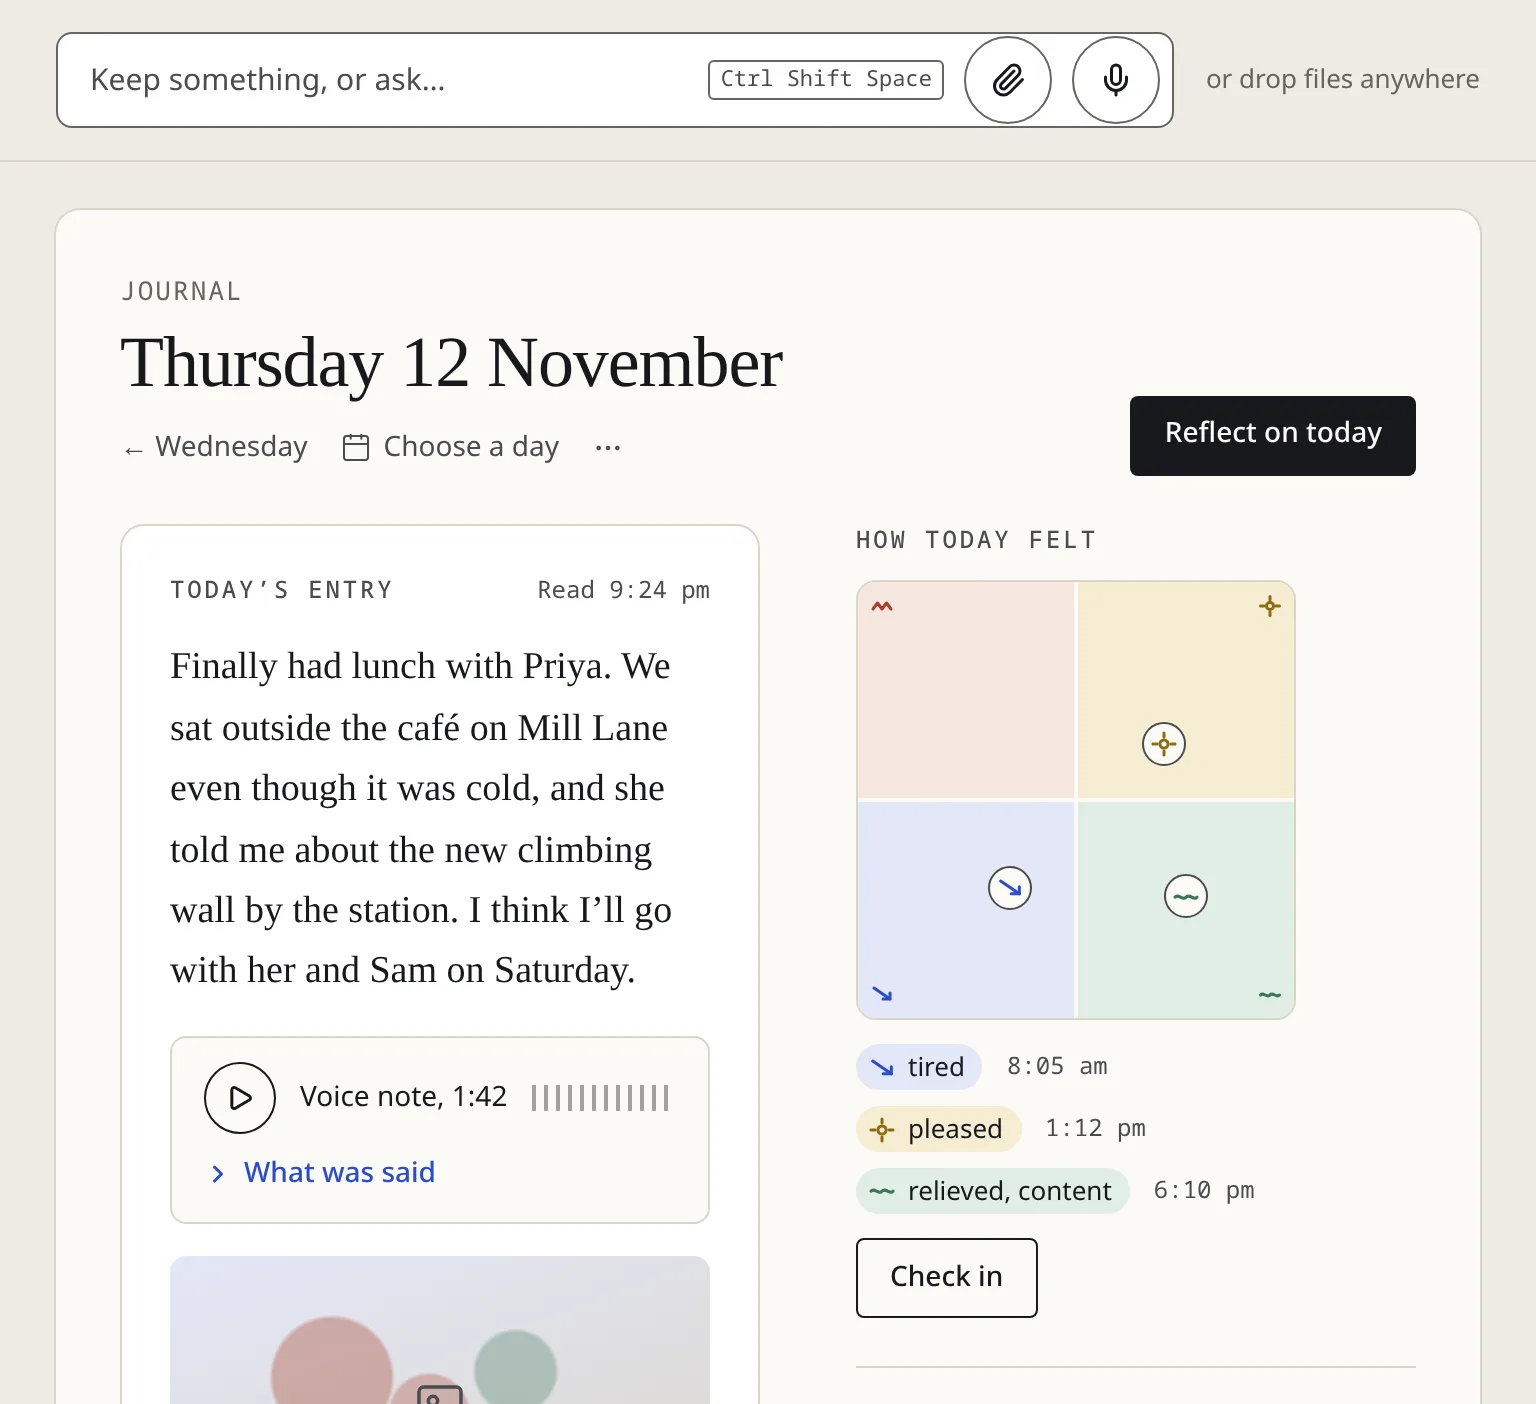 Keep something, or ask...
Ctrl Shift Space
or drop files anywhere
JOURNAL
Thursday 12 November
← Wednesday
Choose a day
...
Reflect on today
TODAY’S ENTRY
Read 9:24 pm
Finally had lunch with Priya. We
sat outside the café on Mill Lane
even though it was cold, and she
told me about the new climbing
wall by the station. I think I’ll go
with her and Sam on Saturday.
Voice note, 1:42
What was said
HOW TODAY FELT
tired 8:05 am
pleased 1:12 pm
relieved, content 6:10 pm
Check in